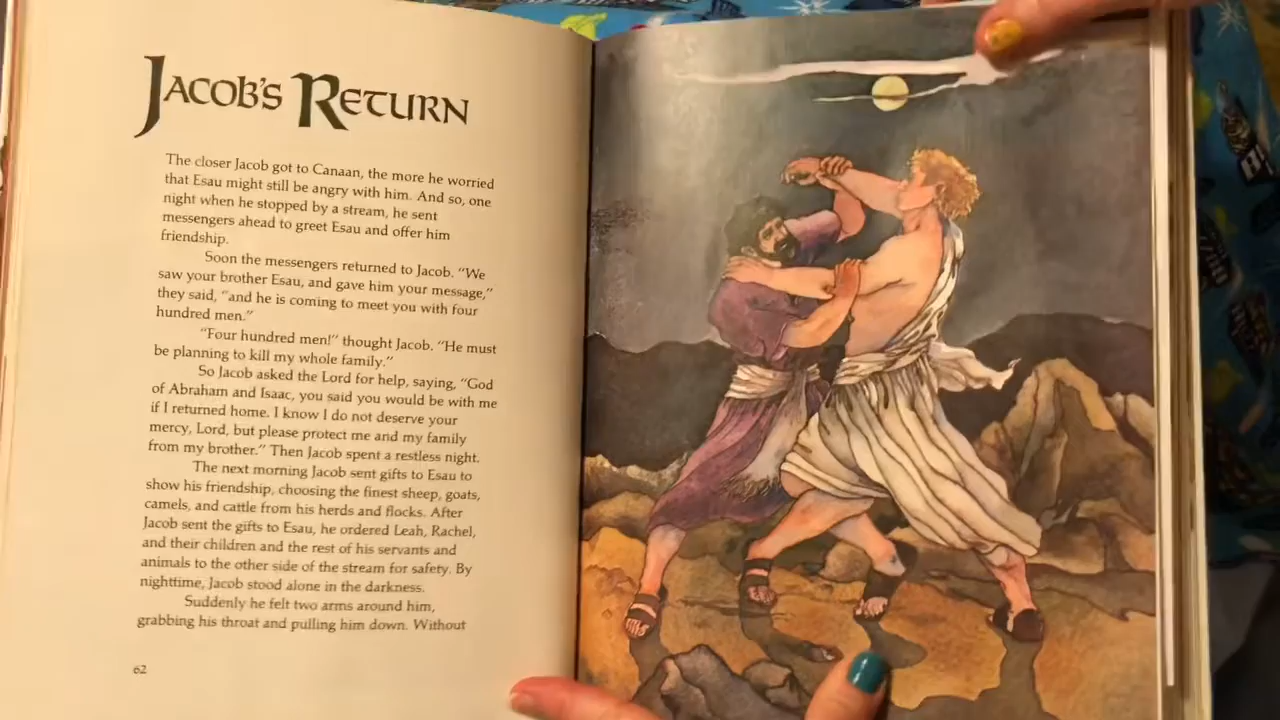 JACOB'S RETURN
The closer Jacob got to Canaan, the more he worried
that Esau might still be angry with him. And so, one
night when he stopped by a stream, he sent
messengers ahead to greet Esau and offer him
friendship.
Soon the messengers returned to Jacob. “We
saw your brother Esau, and gave him your message,”
they said, “and he is coming to meet you with four
hundred men.”
“Four hundred men!” thought Jacob. “He must
be planning to kill my whole family.”
So Jacob asked the Lord for help, saying, “God
of Abraham and Isaac, you said you would be with me
if I returned home. I know I do not deserve your
mercy, Lord, but please protect me and my family
from my brother.” Then Jacob spent a restless night.
The next morning Jacob sent gifts to Esau to
show his friendship, choosing the finest sheep, goats,
camels, and cattle from his herds and flocks. After
Jacob sent the gifts to Esau, he ordered Leah, Rachel,
and their children and the rest of his servants and
animals to the other side of the stream for safety. By
nighttime, Jacob stood alone in the darkness.
Suddenly he felt two arms around him,
grabbing his throat and pulling him down. Without
62